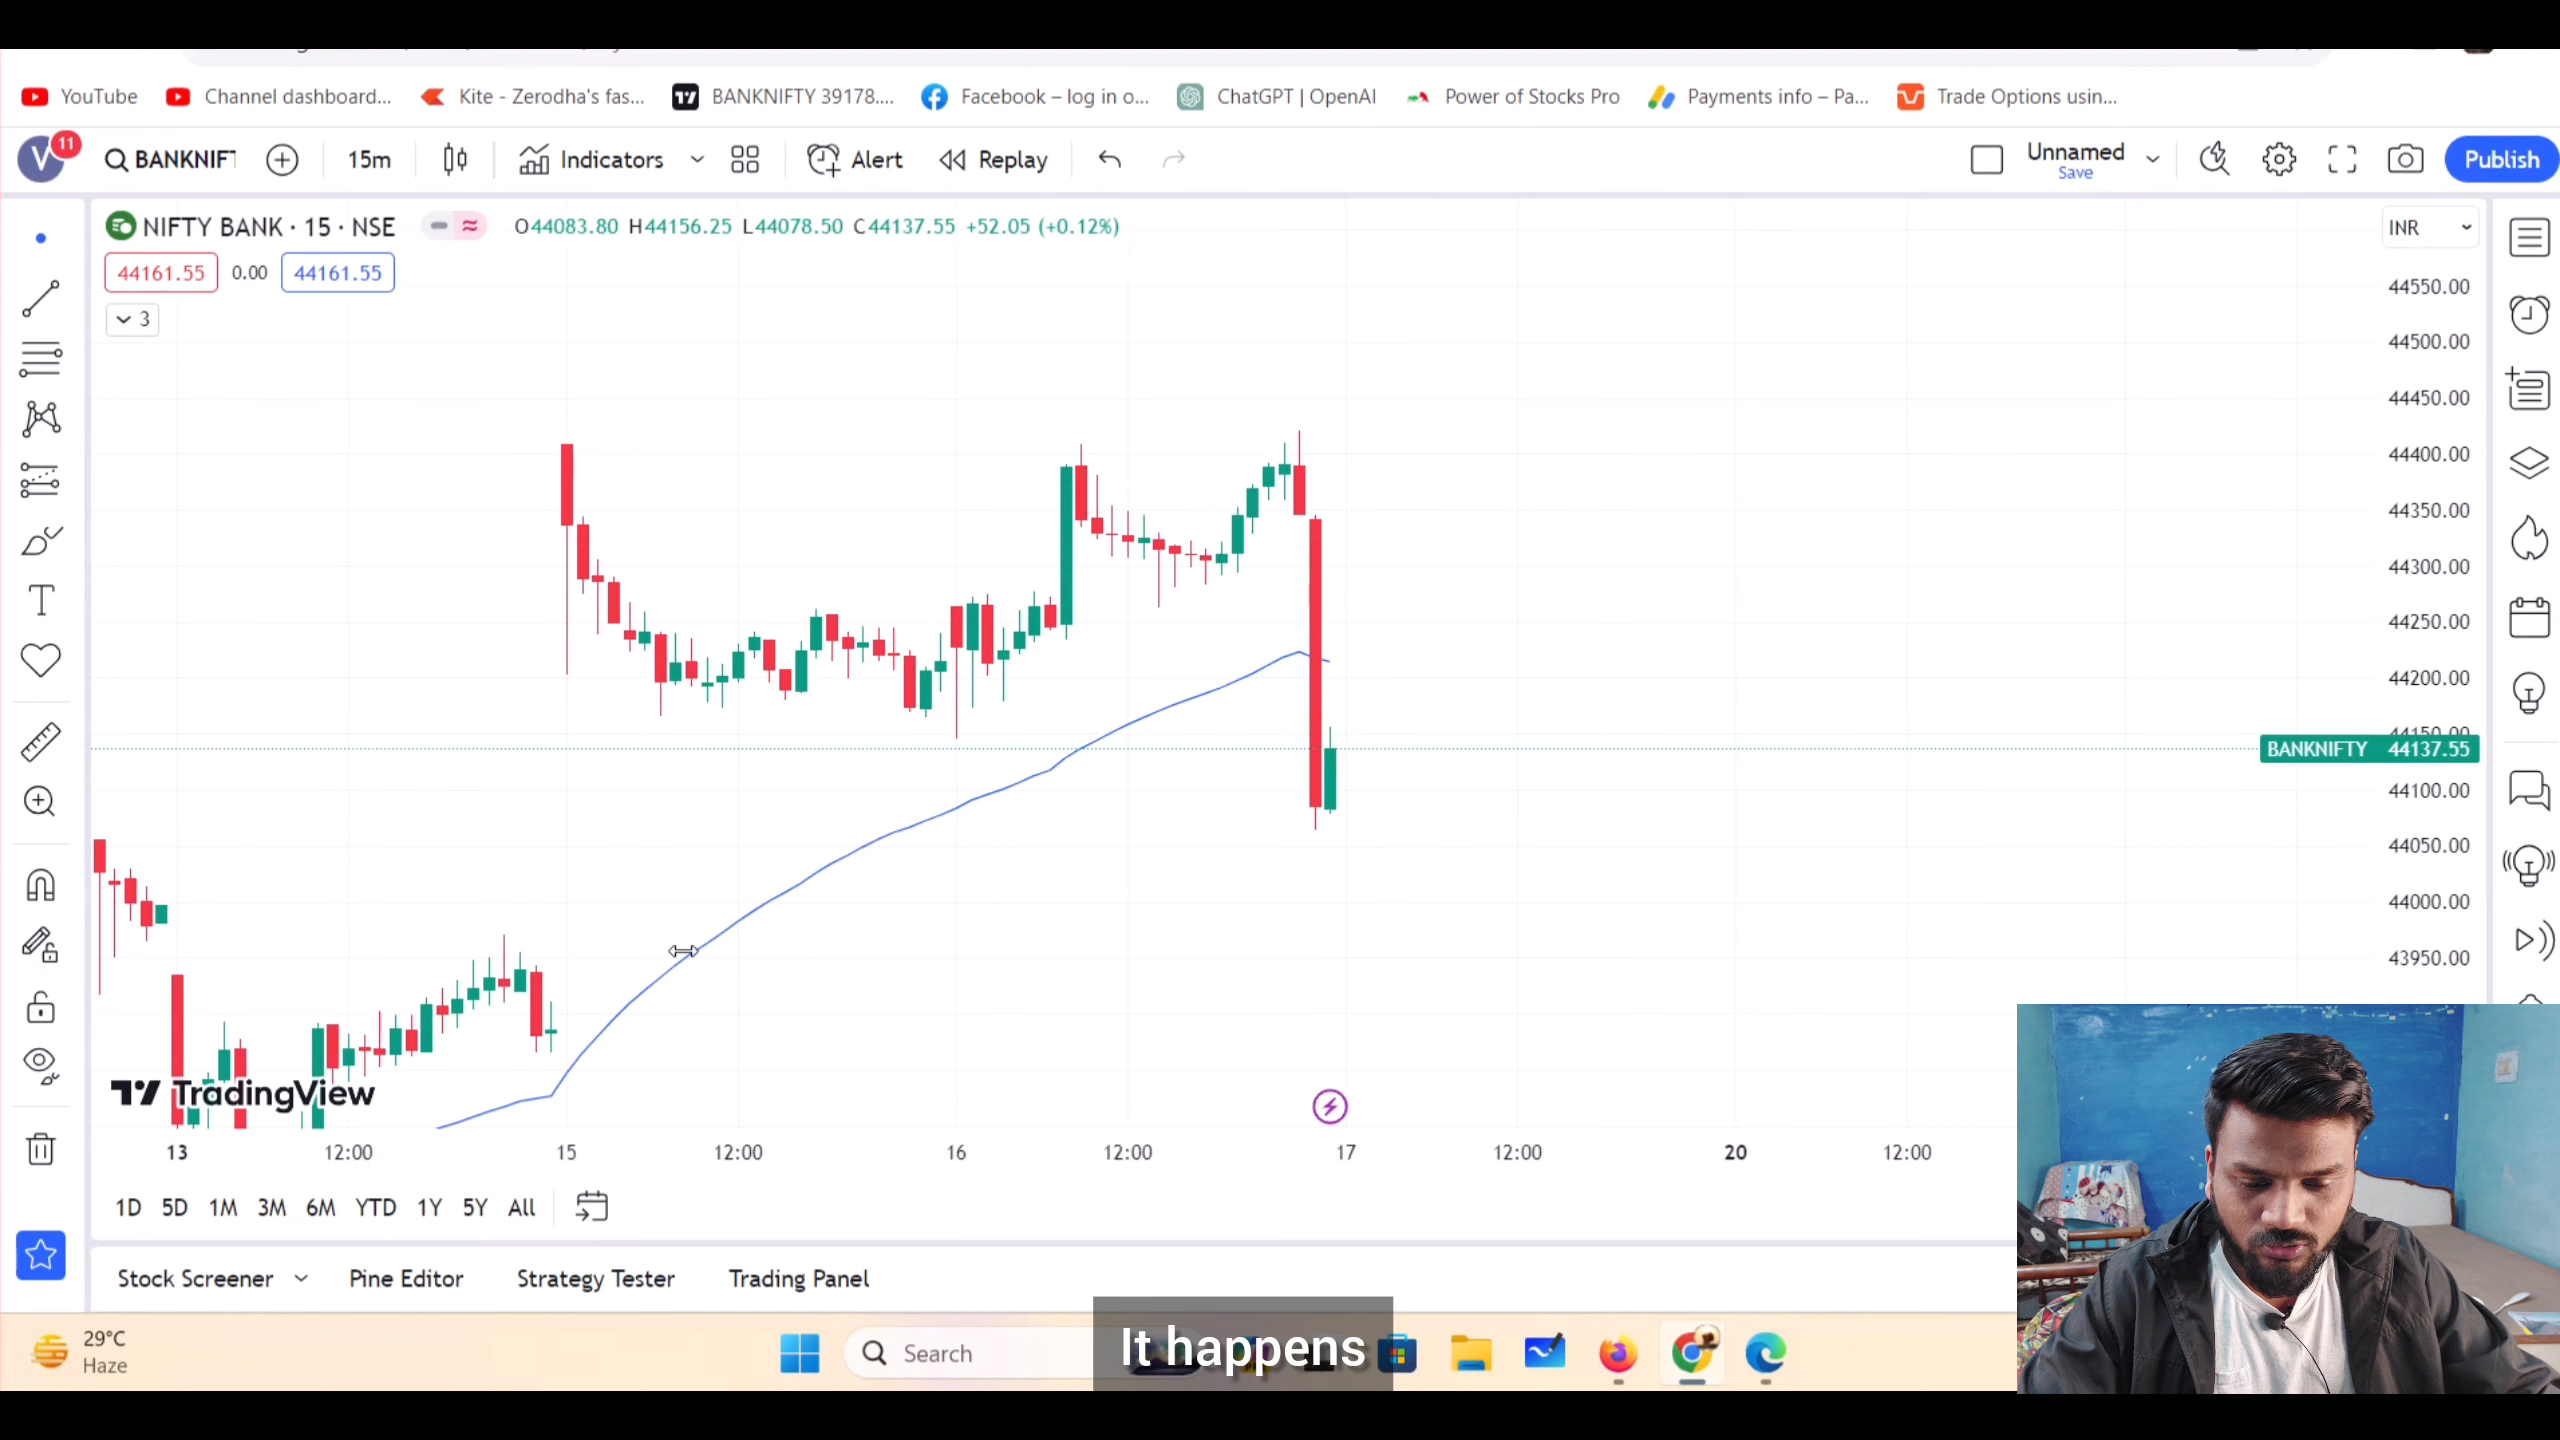 YouTube
Channel dashboard...
Kite - Zerodha's fas...
BANKNIFTY 39178....
Facebook – log in o...
ChatGPT | OpenAI
Power of Stocks Pro
Payments info – Pa...
Trade Options usin...
V
11
BANKNIFT
15m
Indicators
Alert
Replay
Unnamed
Save
Publish
NIFTY BANK · 15 · NSE
O44083.80 H44156.25 L44078.50 C44137.55 +52.05 (+0.12%)
INR
44161.55
0.00
44161.55
3
44550.00
44500.00
44450.00
44400.00
44350.00
44300.00
44250.00
44200.00
44150.00
BANKNIFTY 44137.55
44100.00
44050.00
44000.00
43950.00
TradingView
13
12:00
15
12:00
16
12:00
17
12:00
20
12:00
1D 5D 1M 3M 6M YTD 1Y 5Y All
Stock Screener
Pine Editor
Strategy Tester
Trading Panel
29°C
Haze
Search
It happens